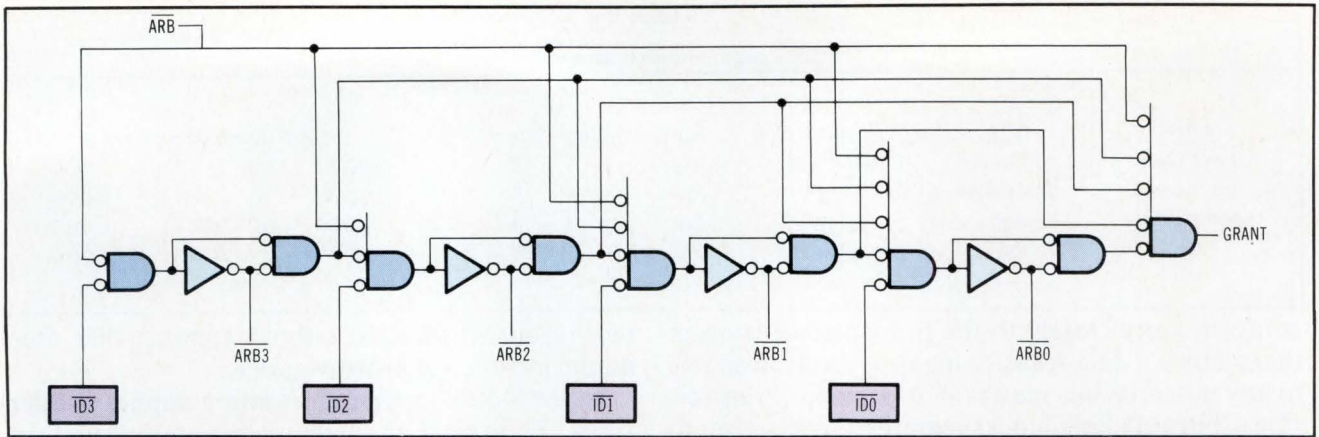 ARB
GRANT
ARB3
ARB2
ARB1
ARB0
ID3
ID2
ID1
ID0